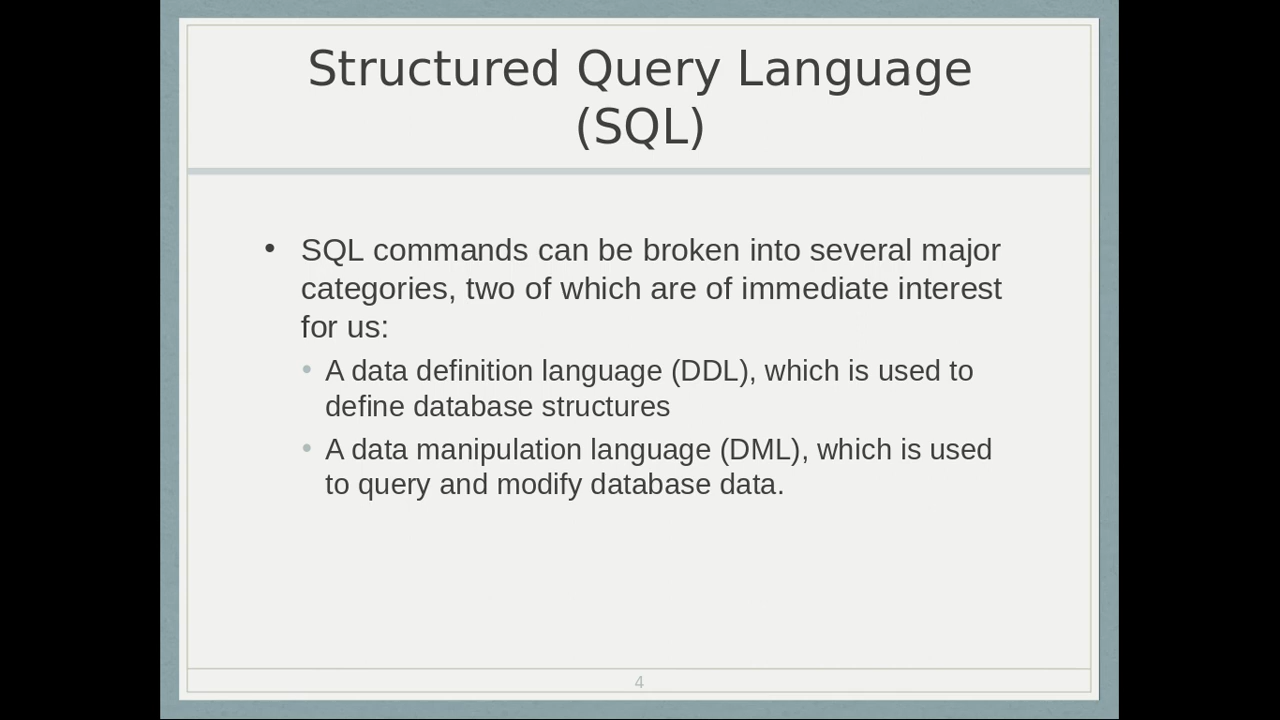 Structured Query Language
(SQL)
• SQL commands can be broken into several major
categories, two of which are of immediate interest
for us:
• A data definition language (DDL), which is used to
define database structures
• A data manipulation language (DML), which is used
to query and modify database data.
4